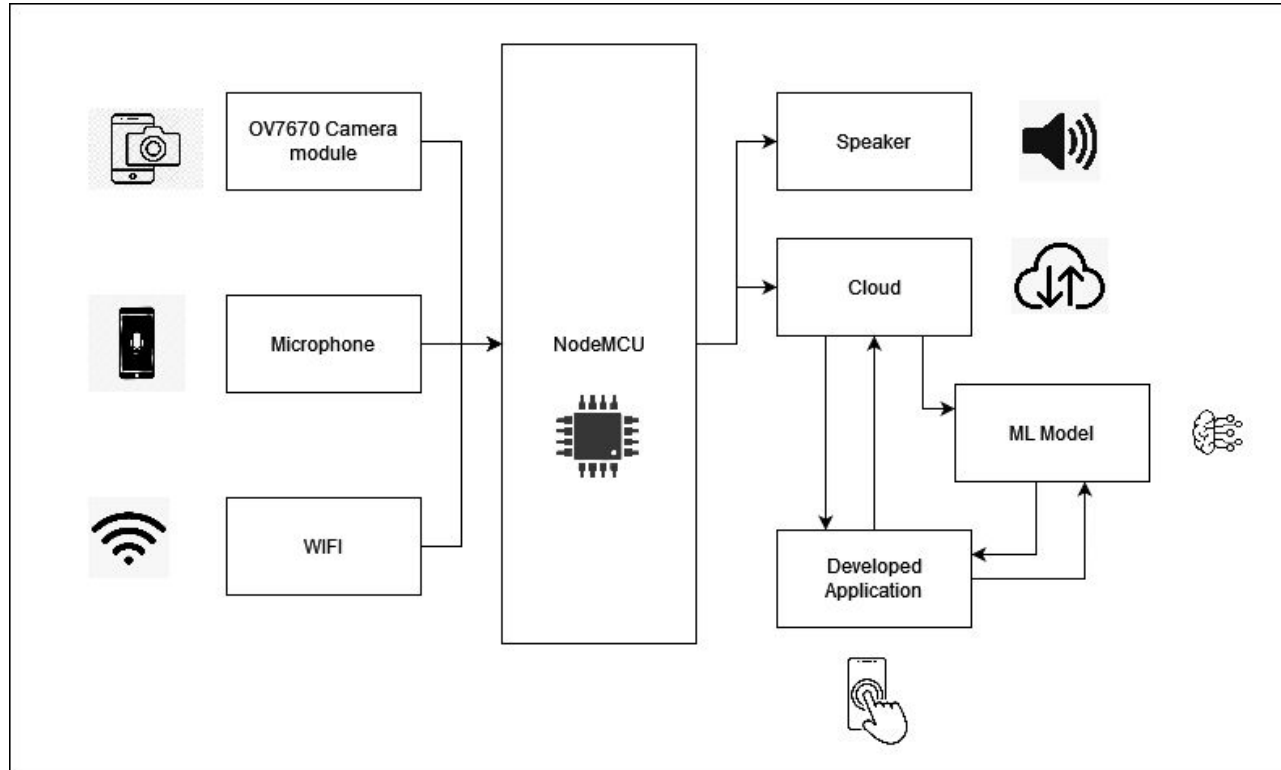 OV7670 Camera
module
Speaker
Cloud
Microphone
NodeMCU
ML Model
WIFI
Developed
Application